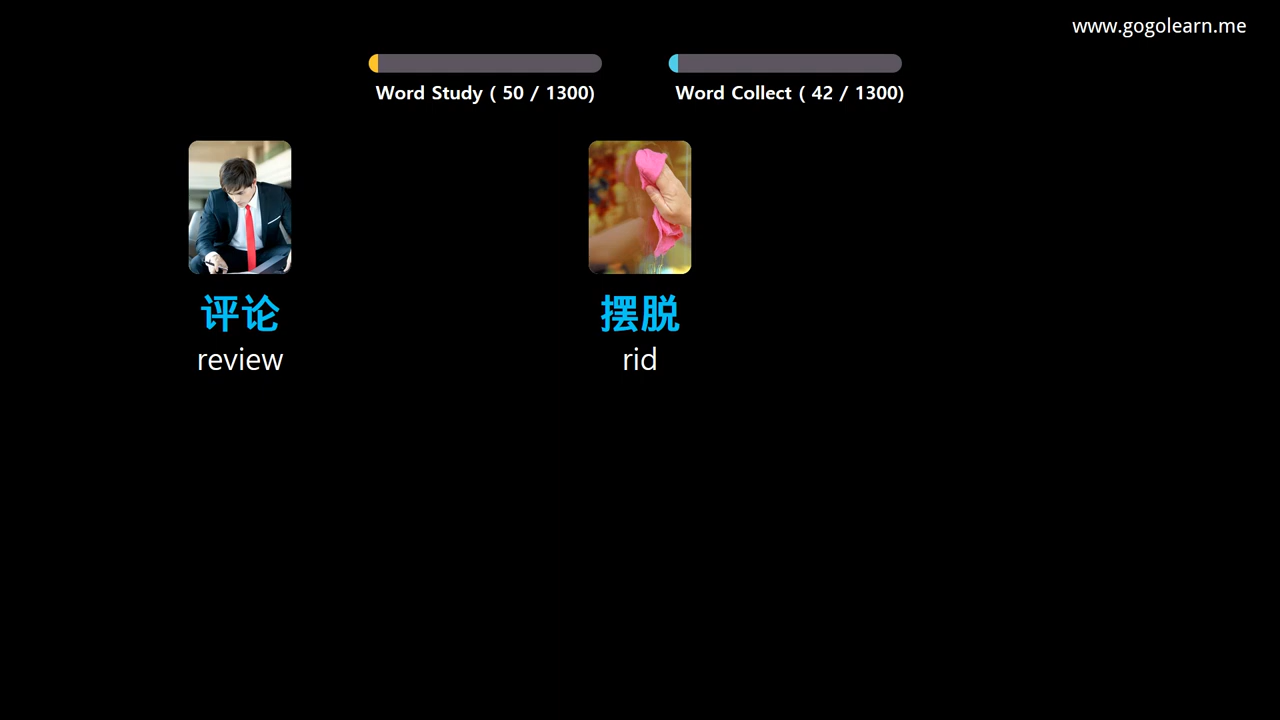 www.gogolearn.me
Word Study ( 50 / 1300)
Word Collect ( 42 / 1300)
评论
review
摆脱
rid